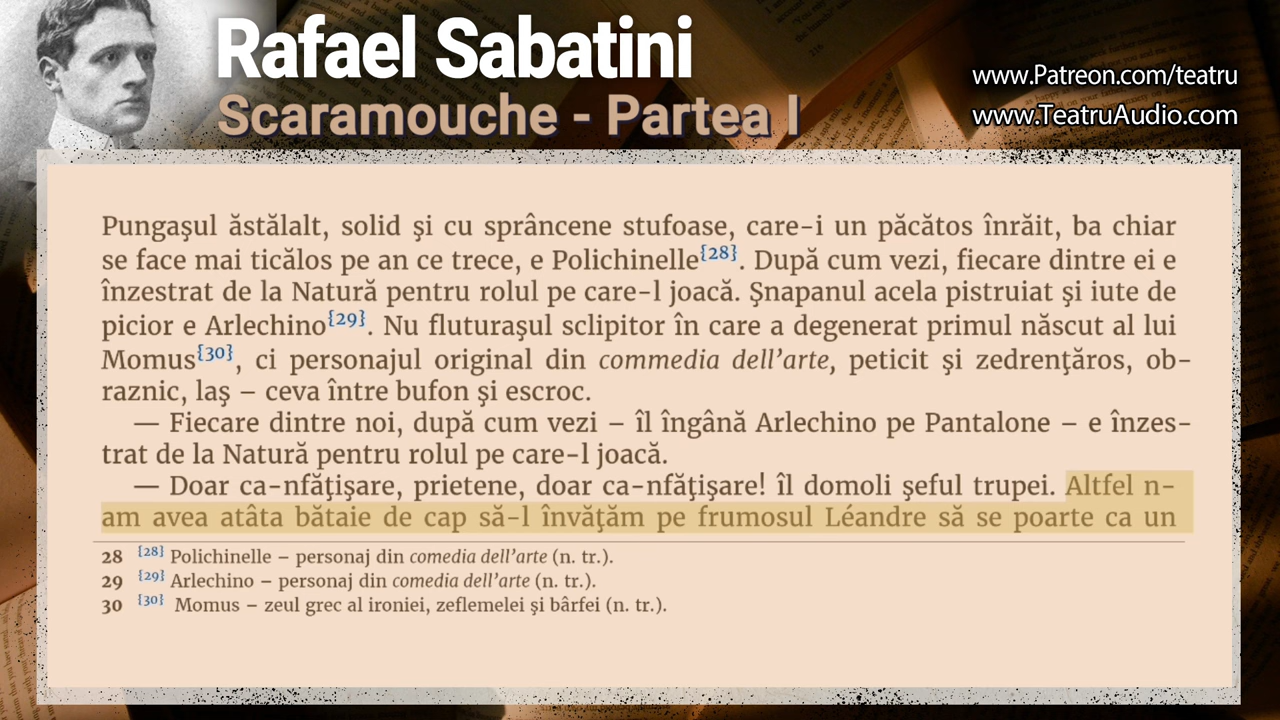 Rafael Sabatini
Scaramouche - Partea I
www.Patreon.com/teatru
www.TeatruAudio.com
Pungaşul ăstălalt, solid şi cu sprâncene stufoase, care-i un păcătos înrăit, ba chiar
se face mai ticălos pe an ce trece, e Polichinelle{28}. După cum vezi, fiecare dintre ei e
înzestrat de la Natură pentru rolul pe care-l joacă. Şnapanul acela pistruiat şi iute de
picior e Arlechino{29}. Nu fluturaşul sclipitor în care a degenerat primul născut al lui
Momus{30}, ci personajul original din commedia dell’arte, peticit şi zedrenţăros, ob-
raznic, laş – ceva între bufon şi escroc.
— Fiecare dintre noi, după cum vezi – îl îngână Arlechino pe Pantalone – e înzes-
trat de la Natură pentru rolul pe care-l joacă.
— Doar ca-nfăţişare, prietene, doar ca-nfăţişare! îl domoli şeful trupei. Altfel n-
am avea atâta bătaie de cap să-l învăţăm pe frumosul Léandre să se poarte ca un
28 {28} Polichinelle – personaj din comedia dell’arte (n. tr.).
29 {29} Arlechino – personaj din comedia dell’arte (n. tr.).
30 {30} Momus – zeul grec al ironiei, zeflemelei şi bârfei (n. tr.).